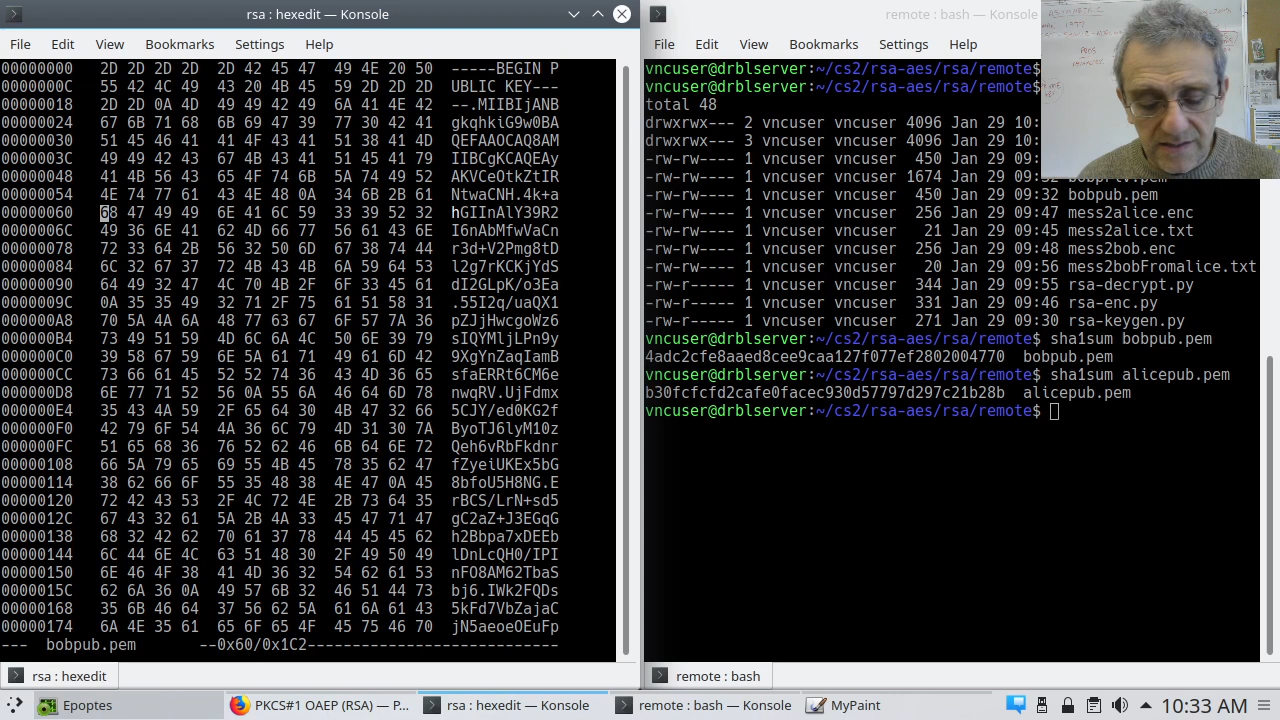 rsa : hexedit — Konsole
File Edit View Bookmarks Settings Help
00000000 2D 2D 2D 2D 2D 42 45 47 49 4E 20 50 -----BEGIN P
0000000C 55 42 4C 49 43 20 4B 45 59 2D 2D 2D UBLIC KEY---
00000018 2D 2D 0A 4D 49 49 42 49 6A 41 4E 42 --.MIIBIjANB
00000024 67 6B 71 68 6B 69 47 39 77 30 42 41 gkqhkiG9w0BA
00000030 51 45 46 41 41 4F 43 41 51 38 41 4D QEFAAOCAQ8AM
0000003C 49 49 42 43 67 4B 43 41 51 45 41 79 IIBCgKCAQEAy
00000048 41 4B 56 43 65 4F 74 6B 5A 74 49 52 AKVCeOtkZtIR
00000054 4E 74 77 61 43 4E 48 0A 34 6B 2B 61 NtwaCNH.4k+a
00000060 68 47 49 49 6E 41 6C 59 33 39 52 32 hGIInAlY39R2
0000006C 49 36 6E 41 62 4D 66 77 56 61 43 6E I6nAbMfwVaCn
00000078 72 33 64 2B 56 32 50 6D 67 38 74 44 r3d+V2Pmg8tD
00000084 6C 32 67 37 72 4B 43 4B 6A 59 64 53 l2g7rKCKjYdS
00000090 64 49 32 47 4C 70 4B 2F 6F 33 45 61 dI2GLpK/o3Ea
0000009C 0A 35 35 49 32 71 2F 75 61 51 58 31 .55I2q/uaQX1
000000A8 70 5A 4A 6A 48 77 63 67 6F 57 7A 36 pZJjHwcgoWz6
000000B4 73 49 51 59 4D 6C 6A 4C 50 6E 39 79 sIQYMljLPn9y
000000C0 39 58 67 59 6E 5A 61 71 49 61 6D 42 9XgYnZaqIamB
000000CC 73 66 61 45 52 52 74 36 43 4D 36 65 sfaERRt6CM6e
000000D8 6E 77 71 52 56 0A 55 6A 46 64 6D 78 nwqRV.UjFdmx
000000E4 35 43 4A 59 2F 65 64 30 4B 47 32 66 5CJY/ed0KG2f
000000F0 42 79 6F 54 4A 36 6C 79 4D 31 30 7A ByoTJ6lyM10z
000000FC 51 65 68 36 76 52 62 46 6B 64 6E 72 Qeh6vRbFkdnr
00000108 66 5A 79 65 69 55 4B 45 78 35 62 47 fZyeiUKEx5bG
00000114 38 62 66 6F 55 35 48 38 4E 47 0A 45 8bfoU5H8NG.E
00000120 72 42 43 53 2F 4C 72 4E 2B 73 64 35 rBCS/LrN+sd5
0000012C 67 43 32 61 5A 2B 4A 33 45 47 71 47 gC2aZ+J3EGqG
00000138 68 32 42 62 70 61 37 78 44 45 45 62 h2Bbpa7xDEEb
00000144 6C 44 6E 4C 63 51 48 30 2F 49 50 49 lDnLcQH0/IPI
00000150 6E 46 4F 38 41 4D 36 32 54 62 61 53 nFO8AM62TbaS
0000015C 62 6A 36 0A 49 57 6B 32 46 51 44 73 bj6.IWk2FQDs
00000168 35 6B 46 64 37 56 62 5A 61 6A 61 43 5kFd7VbZajaC
00000174 6A 4E 35 61 65 6F 65 4F 45 75 46 70 jN5aeoeOEuFp
--- bobpub.pem --0x60/0x1C2--------------------------
rsa : hexedit
remote : bash — Konsole
File Edit View Bookmarks Settings Help
vncuser@drblserver:~/cs2/rsa-aes/rsa/remote$
vncuser@drblserver:~/cs2/rsa-aes/rsa/remote$
total 48
drwxrwx--- 2 vncuser vncuser 4096 Jan 29 10:
drwxrwx--- 3 vncuser vncuser 4096 Jan 29 10:
-rw-rw---- 1 vncuser vncuser 450 Jan 29 09:
-rw-rw---- 1 vncuser vncuser 1674 Jan 29 09:32 bobpriv.pem
-rw-rw---- 1 vncuser vncuser 450 Jan 29 09:32 bobpub.pem
-rw-rw---- 1 vncuser vncuser 256 Jan 29 09:47 mess2alice.enc
-rw-rw---- 1 vncuser vncuser 21 Jan 29 09:45 mess2alice.txt
-rw-rw---- 1 vncuser vncuser 256 Jan 29 09:48 mess2bob.enc
-rw-rw---- 1 vncuser vncuser 20 Jan 29 09:56 mess2bobFromalice.txt
-rw-rw---- 1 vncuser vncuser 344 Jan 29 09:55 rsa-decrypt.py
-rw-rw---- 1 vncuser vncuser 331 Jan 29 09:46 rsa-enc.py
-rw-rw---- 1 vncuser vncuser 271 Jan 29 09:30 rsa-keygen.py
vncuser@drblserver:~/cs2/rsa-aes/rsa/remote$ sha1sum bobpub.pem
4adc2cfe8aaed8cee9caa127f077ef2802004770 bobpub.pem
vncuser@drblserver:~/cs2/rsa-aes/rsa/remote$ sha1sum alicepub.pem
b30fcfcfd2cafe0facec930d57797d297c21b28b alicepub.pem
vncuser@drblserver:~/cs2/rsa-aes/rsa/remote$
remote : bash
Epoptes
PKCS#1 OAEP (RSA) — P...
rsa : hexedit — Konsole
remote : bash — Konsole
MyPaint
10:33 AM